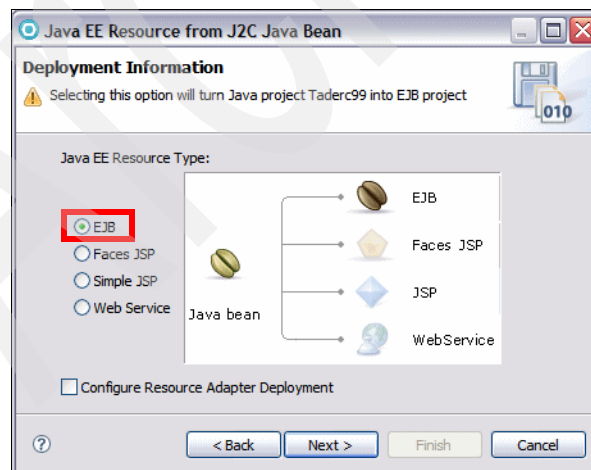 Java EE Resource from J2C Java Bean
Deployment Information
Selecting this option will turn Java project Taderc99 into EJB project
010
Java EE Resource Type:
EJB
Faces JSP
Simple JSP
Web Service
Java bean
EJB
Faces JSP
JSP
WebService
Configure Resource Adapter Deployment
?
< Back
Next >
Finish
Cancel